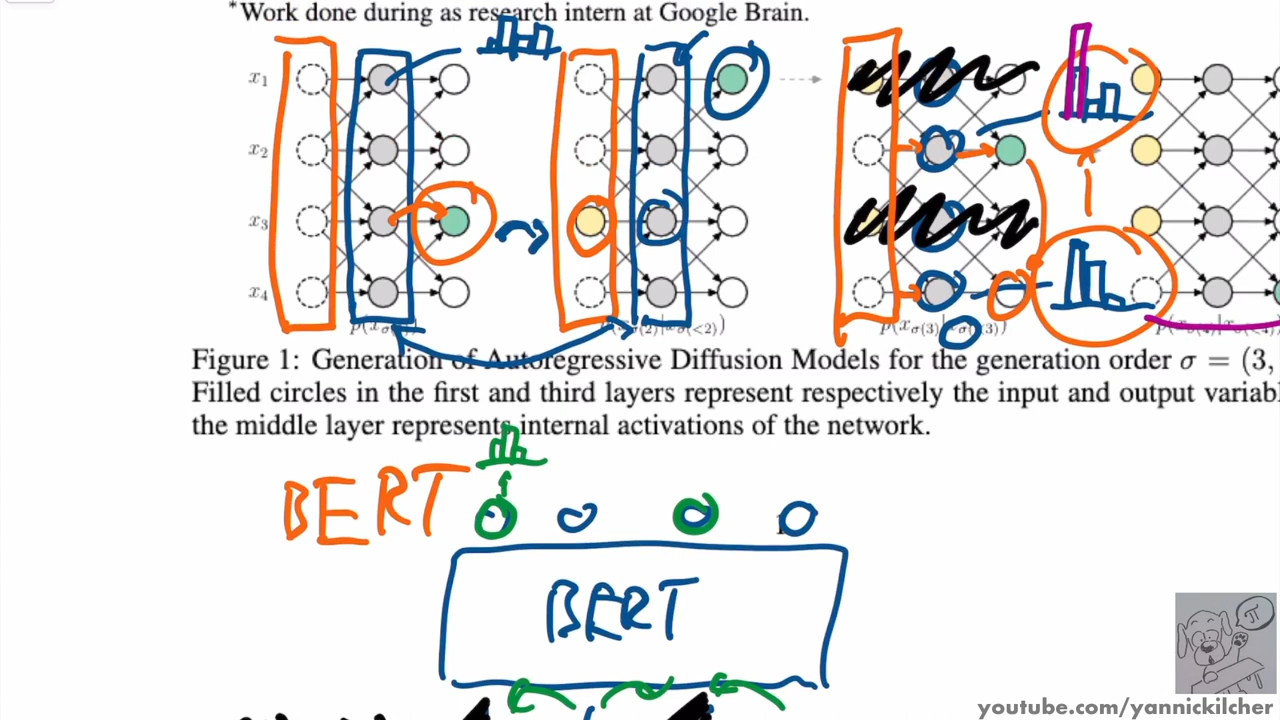 *Work done during as research intern at Google Brain.
x1
x2
x3
x4
Figure 1: Generation of Autoregressive Diffusion Models for the generation order σ = (3,
Filled circles in the first and third layers represent respectively the input and output variabl
the middle layer represents internal activations of the network.
BERT
BERT
π
youtube.com/yannickilcher